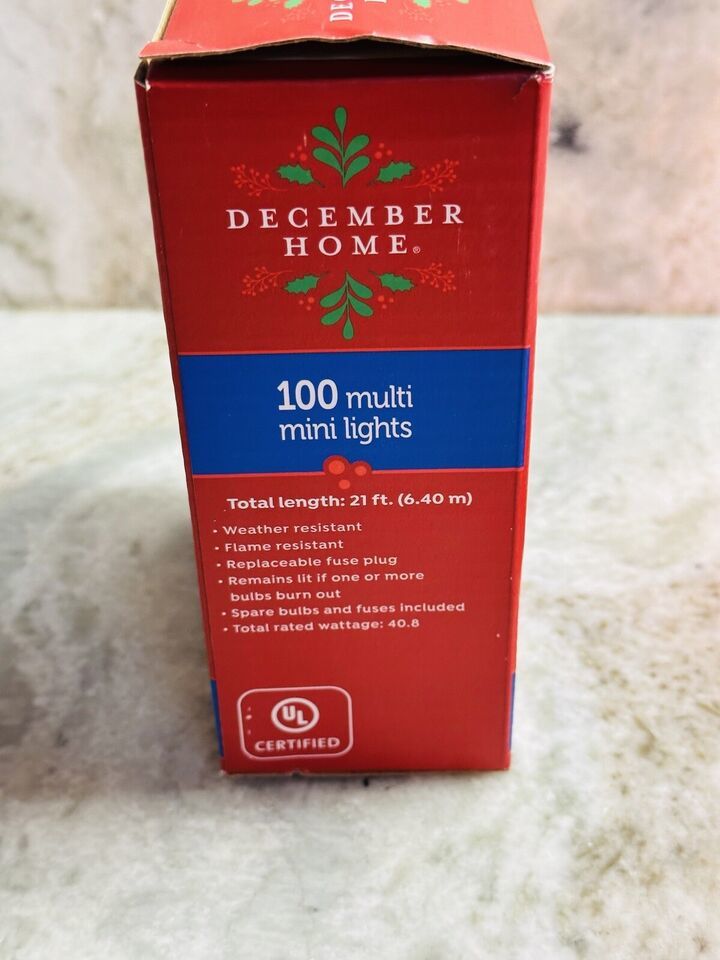 DECEMBER
HOME®
100 multi
mini lights
Total length: 21 ft. (6.40 m)
• Weather resistant
• Flame resistant
• Replaceable fuse plug
• Remains lit if one or more
bulbs burn out
• Spare bulbs and fuses included
• Total rated wattage: 40.8
UL
CERTIFIED